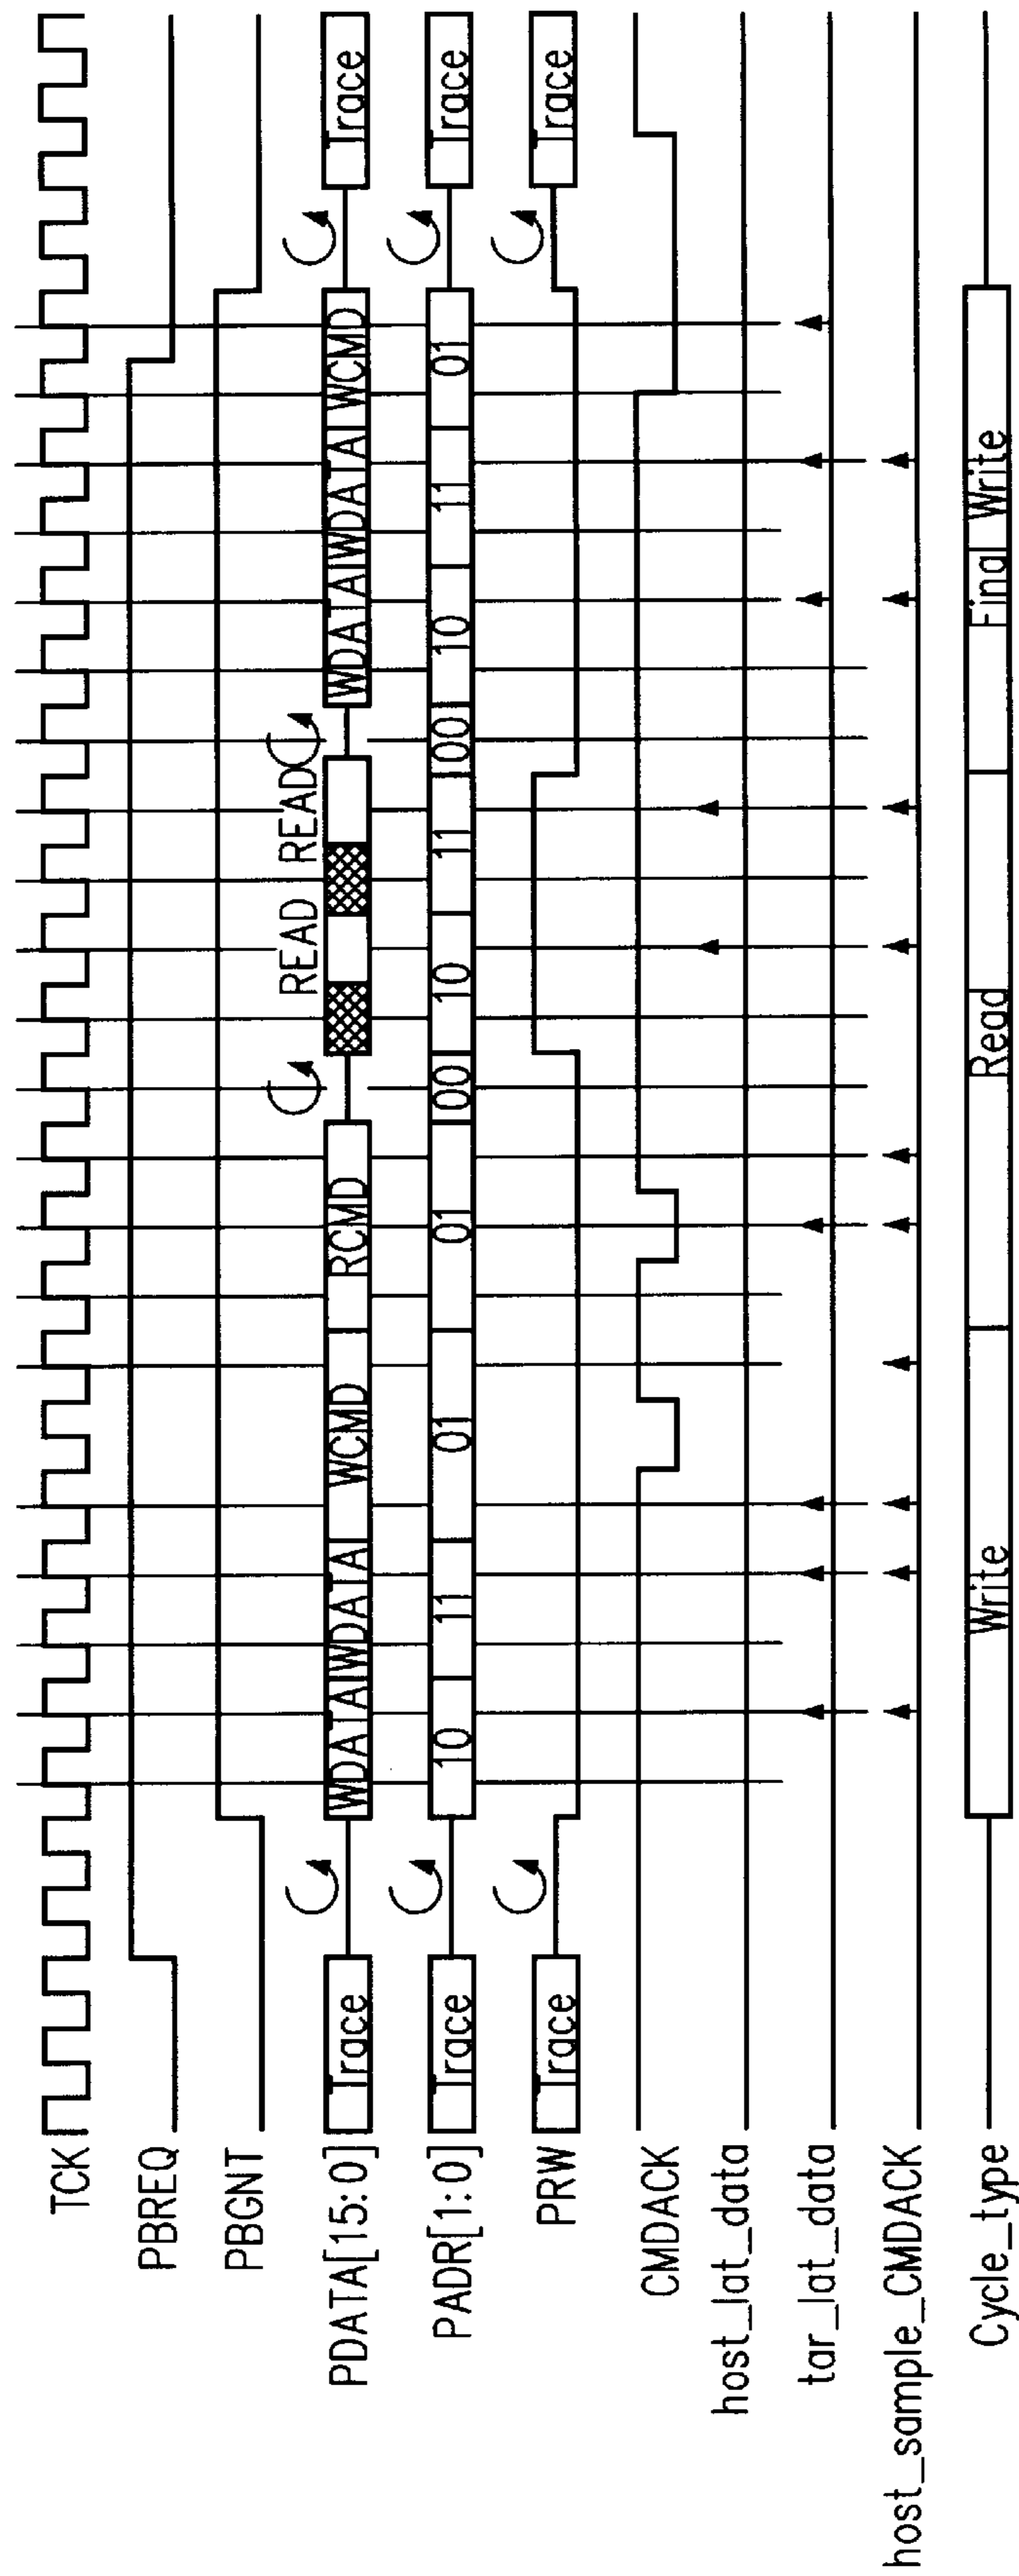 TCK
PBREQ
PBGNT
READ READ
PDATA[15:0] Trace WDATA WDATA WCMD RCMD WDATA WDATA WCMD Trace
PADR[1:0] Trace 10 11 01 01 00 10 11 00 10 11 01 Trace
PRW Trace Trace
CMDACK
host_lat_data
tar_lat_data
host_sample_CMDACK
Cycle_type Write Read Final Write